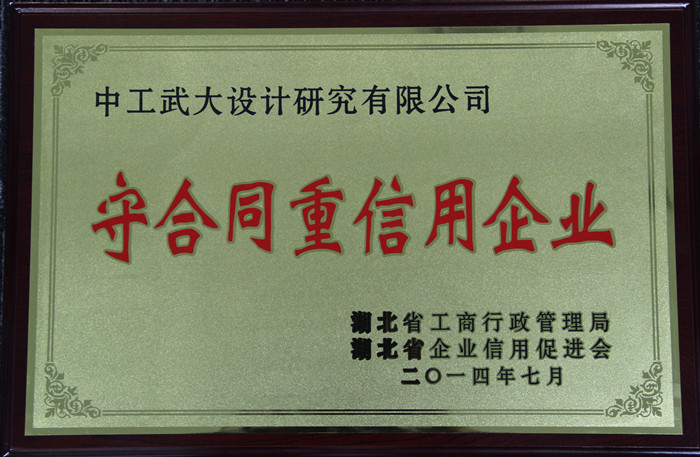 中工武大设计研究有限公司
守合同重信用企业
湖北省工商行政管理局
湖北省企业信用促进会
二〇一四年七月